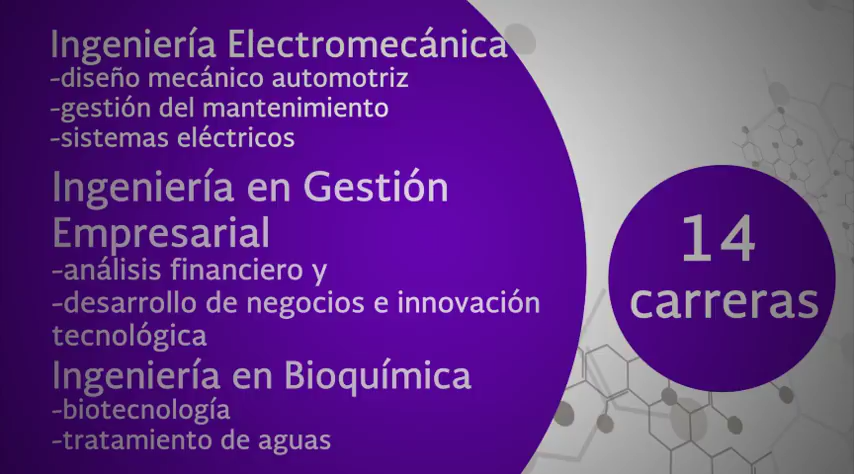 Ingeniería Electromecánica
-diseño mecánico automotriz
-gestión del mantenimiento
-sistemas eléctricos
Ingeniería en Gestión
Empresarial
-análisis financiero y
-desarrollo de negocios e innovación
tecnológica
Ingeniería en Bioquímica
-biotecnología
-tratamiento de aguas
14
carreras